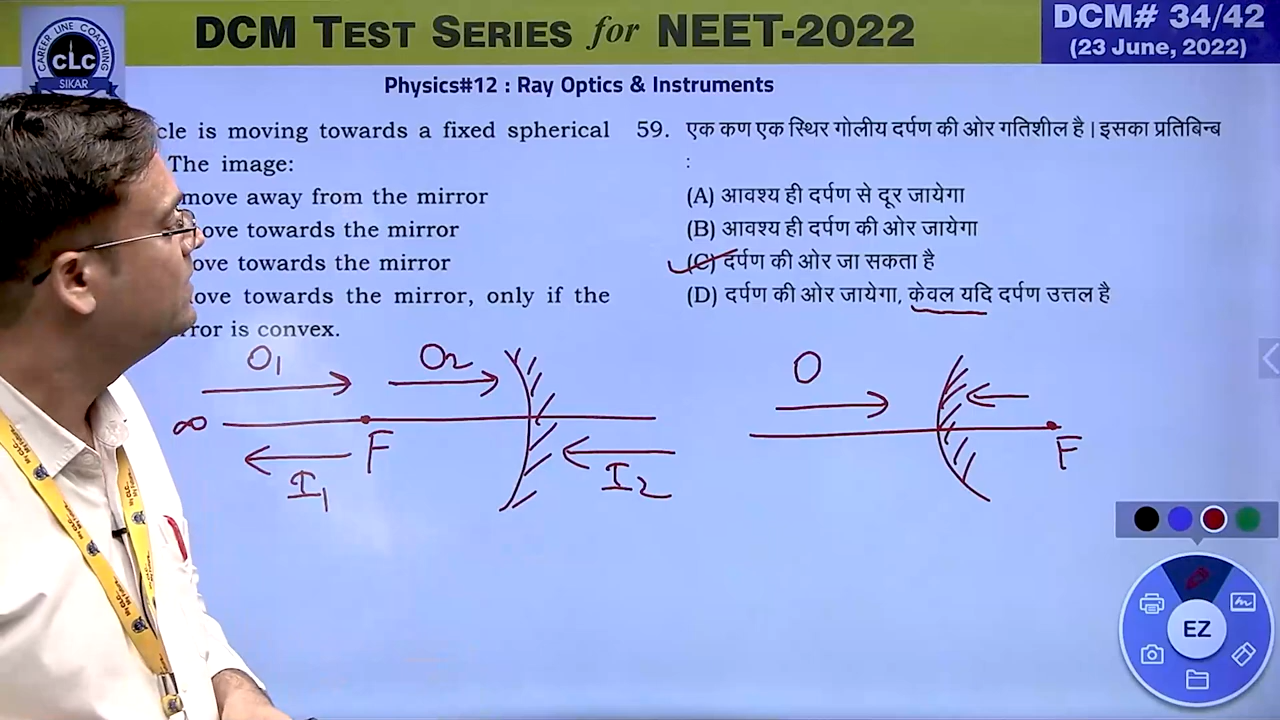 DCM TEST SERIES for NEET-2022
DCM# 34/42
(23 June, 2022)
CAREER LINE COACHING
CLC
SIKAR
Physics#12 : Ray Optics & Instruments
cle is moving towards a fixed spherical
The image:
move away from the mirror
ove towards the mirror
ove towards the mirror
ove towards the mirror, only if the
ror is convex.
59. एक कण एक स्थिर गोलीय दर्पण की ओर गतिशील है। इसका प्रतिबिन्ब
:
(A) आवश्य ही दर्पण से दूर जायेगा
(B) आवश्य ही दर्पण की ओर जायेगा
(C) दर्पण की ओर जा सकता है
(D) दर्पण की ओर जायेगा, केवल यदि दर्पण उत्तल है
O1 O2
∞ F
I1 I2
O
F
EZ